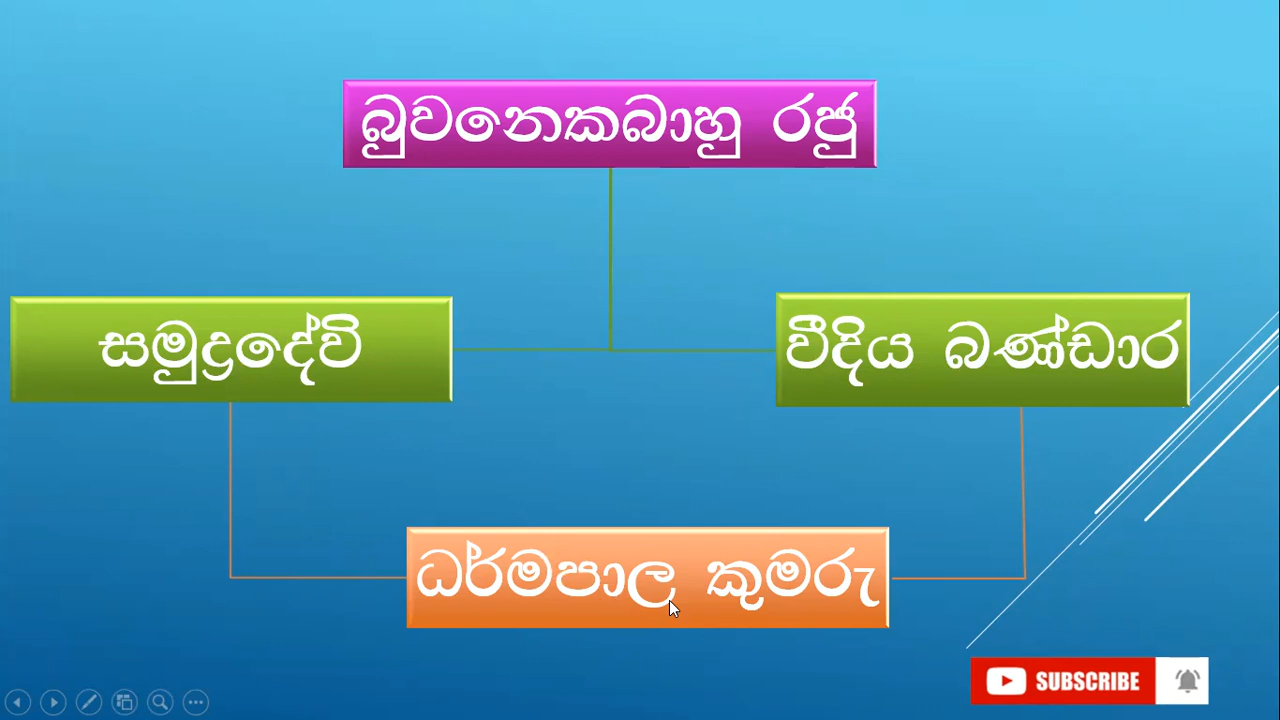 බුවනෙකබාහු රජු
සමුද්‍රදේවි
වීදිය බණ්ඩාර
ධර්මපාල කුමරු
SUBSCRIBE